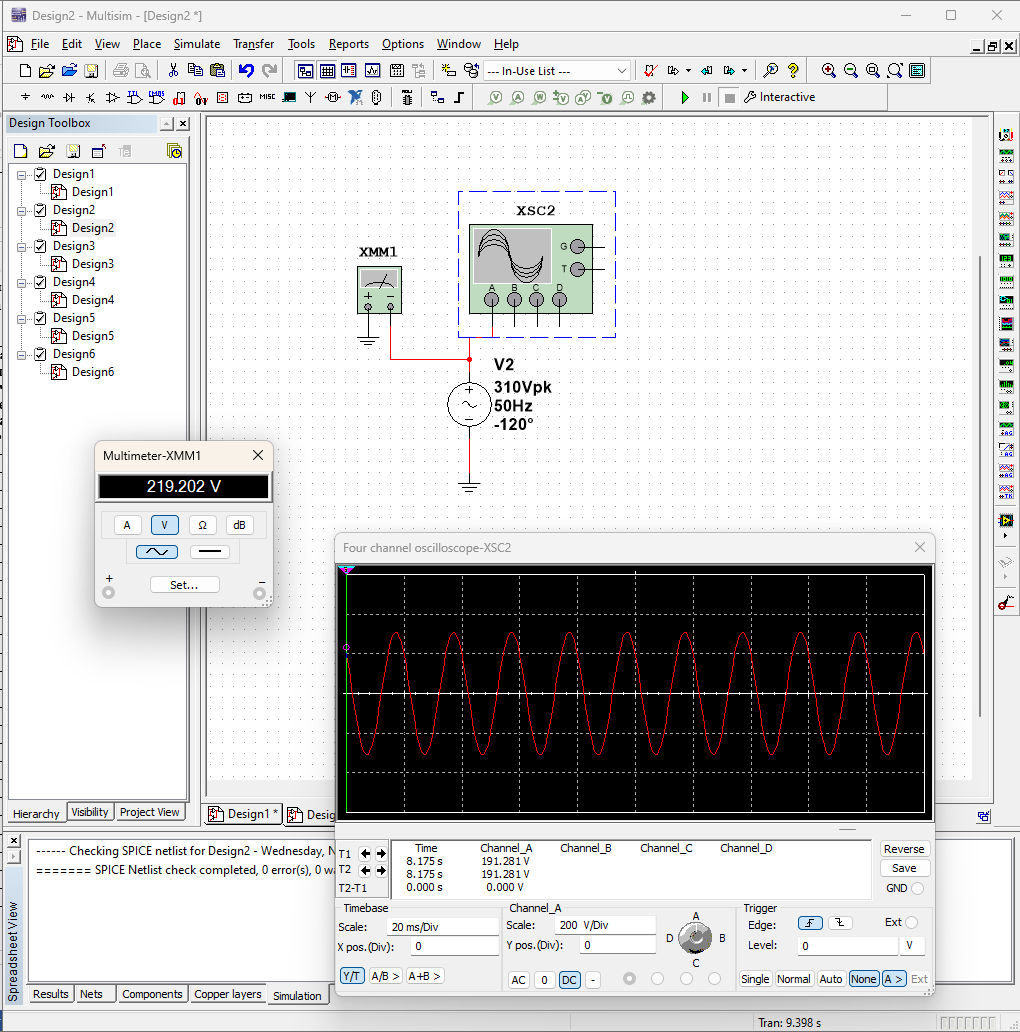 Design2 - Multisim - [Design2 *]
File Edit View Place Simulate Transfer Tools Reports Options Window Help
--- In-Use List ---
MISC
Interactive
Design Toolbox
Design1
Design1
Design2
Design2
Design3
Design3
Design4
Design4
Design5
Design5
Design6
Design6
Hierarchy Visibility Project View
XSC2
G
T
A B C D
XMM1
+ −
V2
310Vpk
50Hz
-120°
Multimeter-XMM1
219.202 V
A V Ω dB
+ Set... −
Design1 * Desig
Four channel oscilloscope-XSC2
Time Channel_A Channel_B Channel_C Channel_D
T1 8.175 s 191.281 V
T2 8.175 s 191.281 V
T2-T1 0.000 s 0.000 V
Reverse
Save
GND
Timebase
Scale: 20 ms/Div
X pos.(Div): 0
Y/T A/B > A+B >
Channel_A
Scale: 200 V/Div
Y pos.(Div): 0
AC 0 DC -
A
D B
C
Trigger
Edge: Ext
Level: 0 V
Single Normal Auto None A > Ext
Spreadsheet View
------ Checking SPICE netlist for Design2 - Wednesday, N
======= SPICE Netlist check completed, 0 error(s), 0 wa
Results Nets Components Copper layers Simulation
Tran: 9.398 s